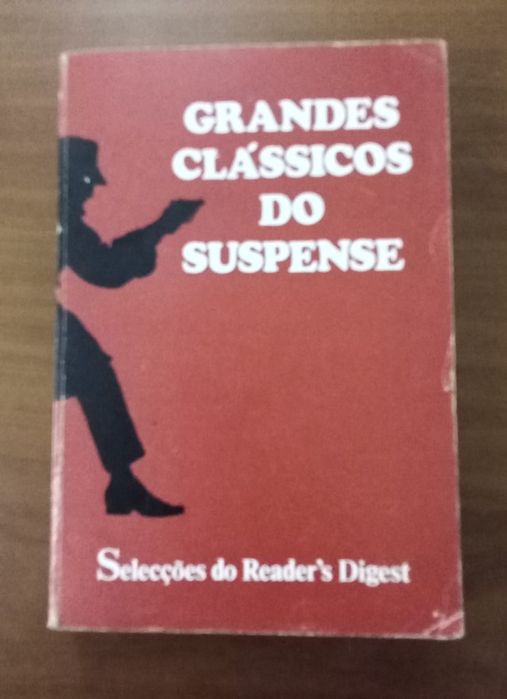 GRANDES
CLÁSSICOS
DO
SUSPENSE
Selecções do Reader's Digest